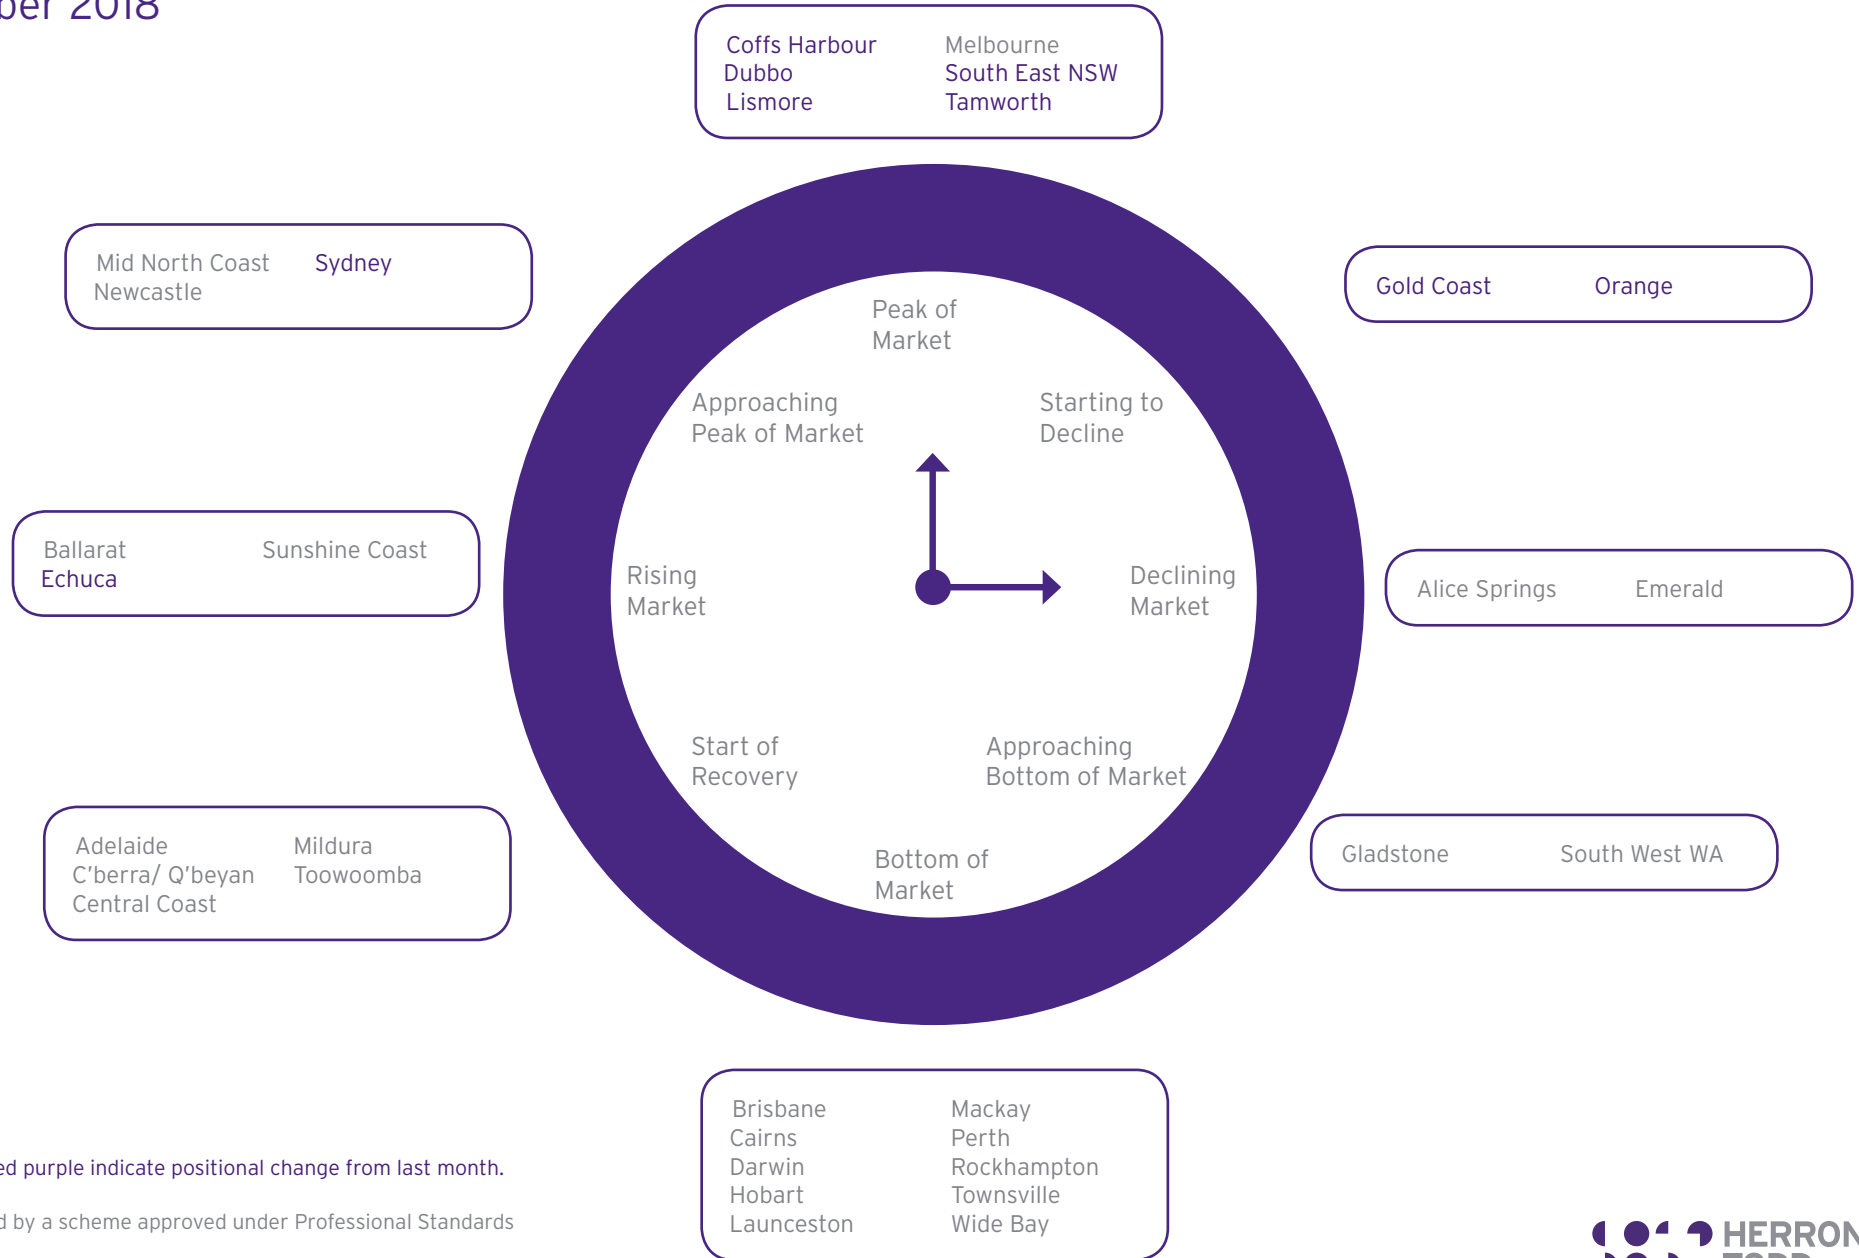 ber 2018
Coffs Harbour
Dubbo
Lismore
Melbourne
South East NSW
Tamworth
Mid North Coast
Newcastle
Sydney
Gold Coast
Orange
Peak of
Market
Approaching
Peak of Market
Starting to
Decline
Ballarat
Echuca
Sunshine Coast
Rising
Market
Declining
Market
Alice Springs
Emerald
Start of
Recovery
Approaching
Bottom of Market
Adelaide
C'berra/ Q'beyan
Central Coast
Mildura
Toowoomba
Bottom of
Market
Gladstone
South West WA
Brisbane
Cairns
Darwin
Hobart
Launceston
Mackay
Perth
Rockhampton
Townsville
Wide Bay
ed purple indicate positional change from last month.
d by a scheme approved under Professional Standards
HERRON